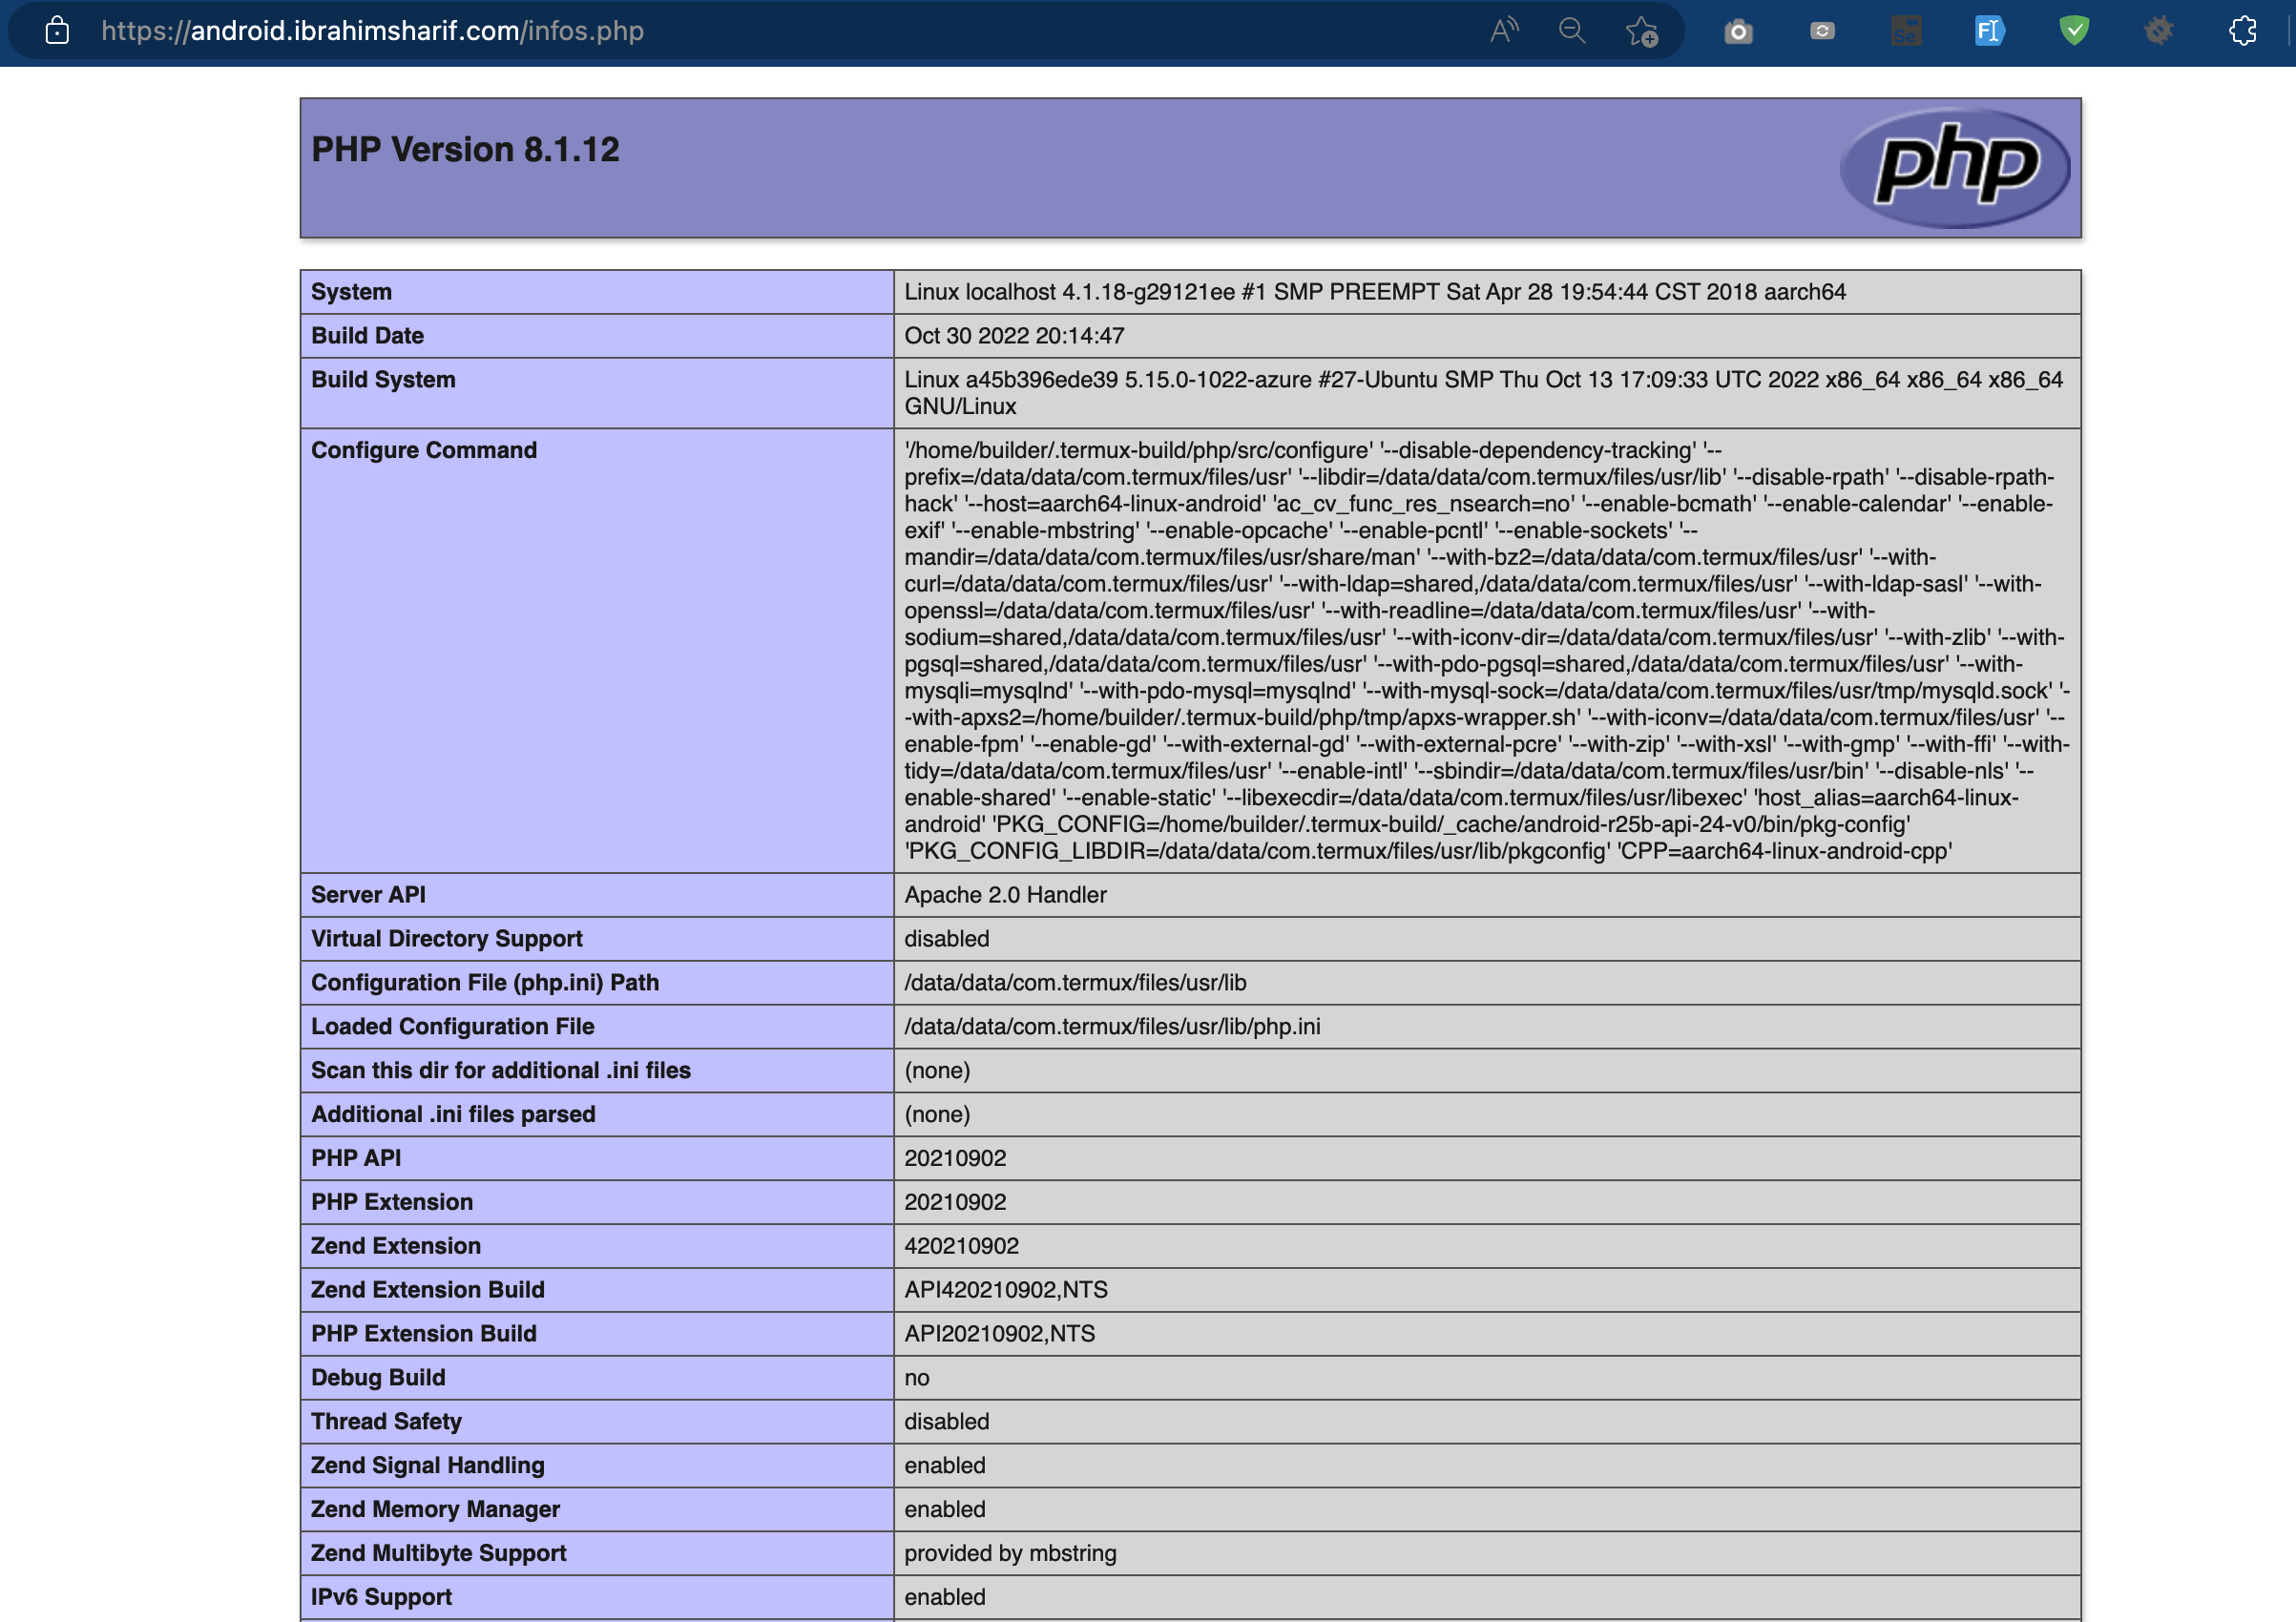 https://android.ibrahimsharif.com/infos.php
PHP Version 8.1.12
php
System Linux localhost 4.1.18-g29121ee #1 SMP PREEMPT Sat Apr 28 19:54:44 CST 2018 aarch64
Build Date Oct 30 2022 20:14:47
Build System Linux a45b396ede39 5.15.0-1022-azure #27-Ubuntu SMP Thu Oct 13 17:09:33 UTC 2022 x86_64 x86_64 x86_64
GNU/Linux
Configure Command '/home/builder/.termux-build/php/src/configure' '--disable-dependency-tracking' '--
prefix=/data/data/com.termux/files/usr' '--libdir=/data/data/com.termux/files/usr/lib' '--disable-rpath' '--disable-rpath-
hack' '--host=aarch64-linux-android' 'ac_cv_func_res_nsearch=no' '--enable-bcmath' '--enable-calendar' '--enable-
exif' '--enable-mbstring' '--enable-opcache' '--enable-pcntl' '--enable-sockets' '--
mandir=/data/data/com.termux/files/usr/share/man' '--with-bz2=/data/data/com.termux/files/usr' '--with-
curl=/data/data/com.termux/files/usr' '--with-ldap=shared,/data/data/com.termux/files/usr' '--with-ldap-sasl' '--with-
openssl=/data/data/com.termux/files/usr' '--with-readline=/data/data/com.termux/files/usr' '--with-
sodium=shared,/data/data/com.termux/files/usr' '--with-iconv-dir=/data/data/com.termux/files/usr' '--with-zlib' '--with-
pgsql=shared,/data/data/com.termux/files/usr' '--with-pdo-pgsql=shared,/data/data/com.termux/files/usr' '--with-
mysqli=mysqlnd' '--with-pdo-mysql=mysqlnd' '--with-mysql-sock=/data/data/com.termux/files/usr/tmp/mysqld.sock' '-
-with-apxs2=/home/builder/.termux-build/php/tmp/apxs-wrapper.sh' '--with-iconv=/data/data/com.termux/files/usr' '--
enable-fpm' '--enable-gd' '--with-external-gd' '--with-external-pcre' '--with-zip' '--with-xsl' '--with-gmp' '--with-ffi' '--with-
tidy=/data/data/com.termux/files/usr' '--enable-intl' '--sbindir=/data/data/com.termux/files/usr/bin' '--disable-nls' '--
enable-shared' '--enable-static' '--libexecdir=/data/data/com.termux/files/usr/libexec' 'host_alias=aarch64-linux-
android' 'PKG_CONFIG=/home/builder/.termux-build/_cache/android-r25b-api-24-v0/bin/pkg-config'
'PKG_CONFIG_LIBDIR=/data/data/com.termux/files/usr/lib/pkgconfig' 'CPP=aarch64-linux-android-cpp'
Server API Apache 2.0 Handler
Virtual Directory Support disabled
Configuration File (php.ini) Path /data/data/com.termux/files/usr/lib
Loaded Configuration File /data/data/com.termux/files/usr/lib/php.ini
Scan this dir for additional .ini files (none)
Additional .ini files parsed (none)
PHP API 20210902
PHP Extension 20210902
Zend Extension 420210902
Zend Extension Build API420210902,NTS
PHP Extension Build API20210902,NTS
Debug Build no
Thread Safety disabled
Zend Signal Handling enabled
Zend Memory Manager enabled
Zend Multibyte Support provided by mbstring
IPv6 Support enabled